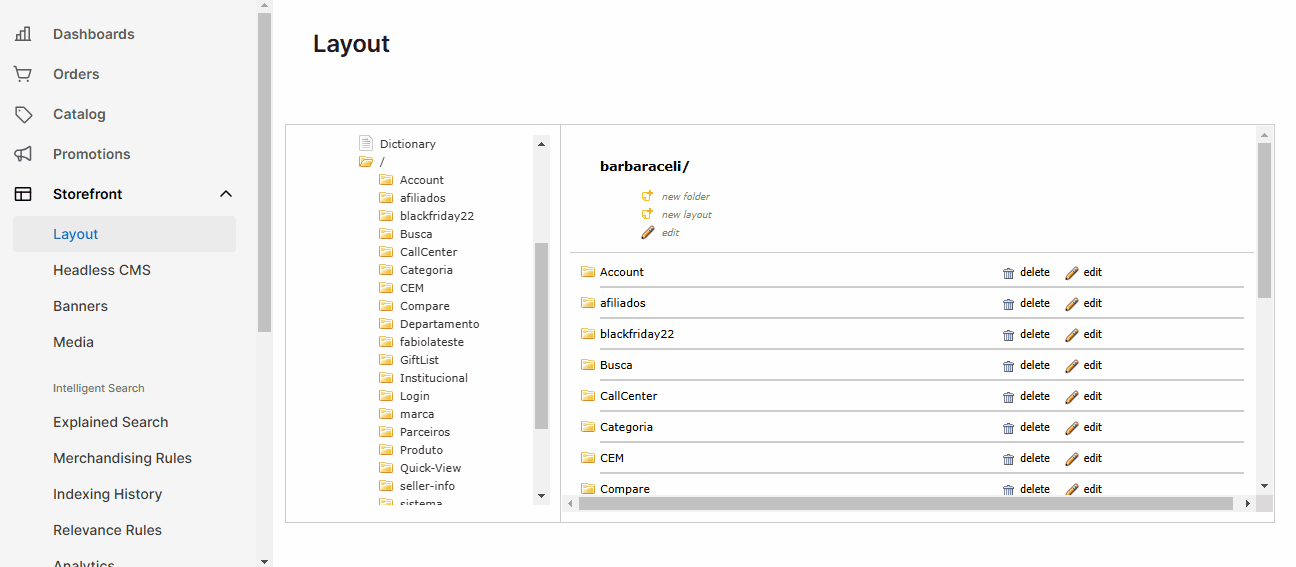 Dashboards
Orders
Catalog
Promotions
Storefront
Layout
Headless CMS
Banners
Media
Intelligent Search
Explained Search
Merchandising Rules
Indexing History
Relevance Rules
Analytics
Layout
Dictionary
/
Account
afiliados
blackfriday22
Busca
CallCenter
Categoria
CEM
Compare
Departamento
fabiolateste
GiftList
Institucional
Login
marca
Parceiros
Produto
Quick-View
seller-info
sistema
barbaraceli/
new folder
new layout
edit
Account delete edit
afiliados delete edit
blackfriday22 delete edit
Busca delete edit
CallCenter delete edit
Categoria delete edit
CEM delete edit
Compare delete edit